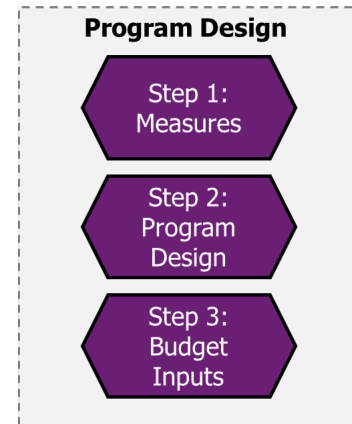 Program Design
Step 1:
Measures
Step 2:
Program
Design
Step 3:
Budget
Inputs